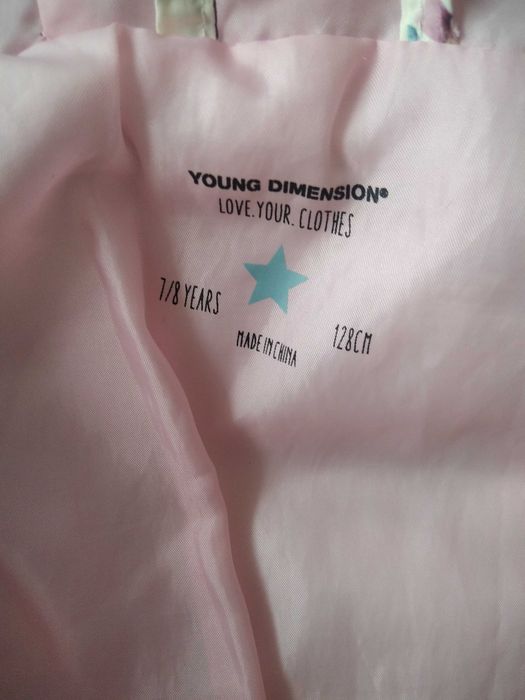 YOUNG DIMENSION®
LOVE.YOUR.CLOTHES
7/8 YEARS
128CM
MADE IN CHINA